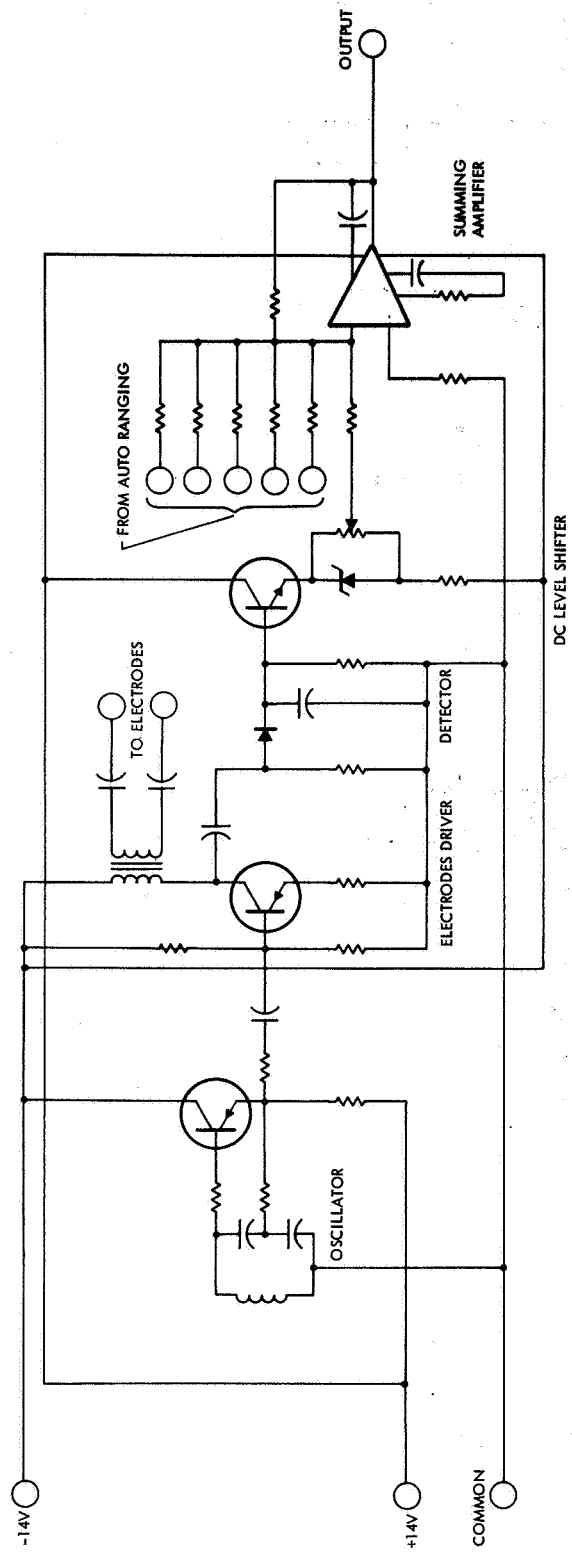 -14V
+14V
COMMON
OSCILLATOR
ELECTRODES DRIVER
TO ELECTRODES
DETECTOR
DC LEVEL SHIFTER
FROM AUTO RANGING
SUMMING
AMPLIFIER
OUTPUT